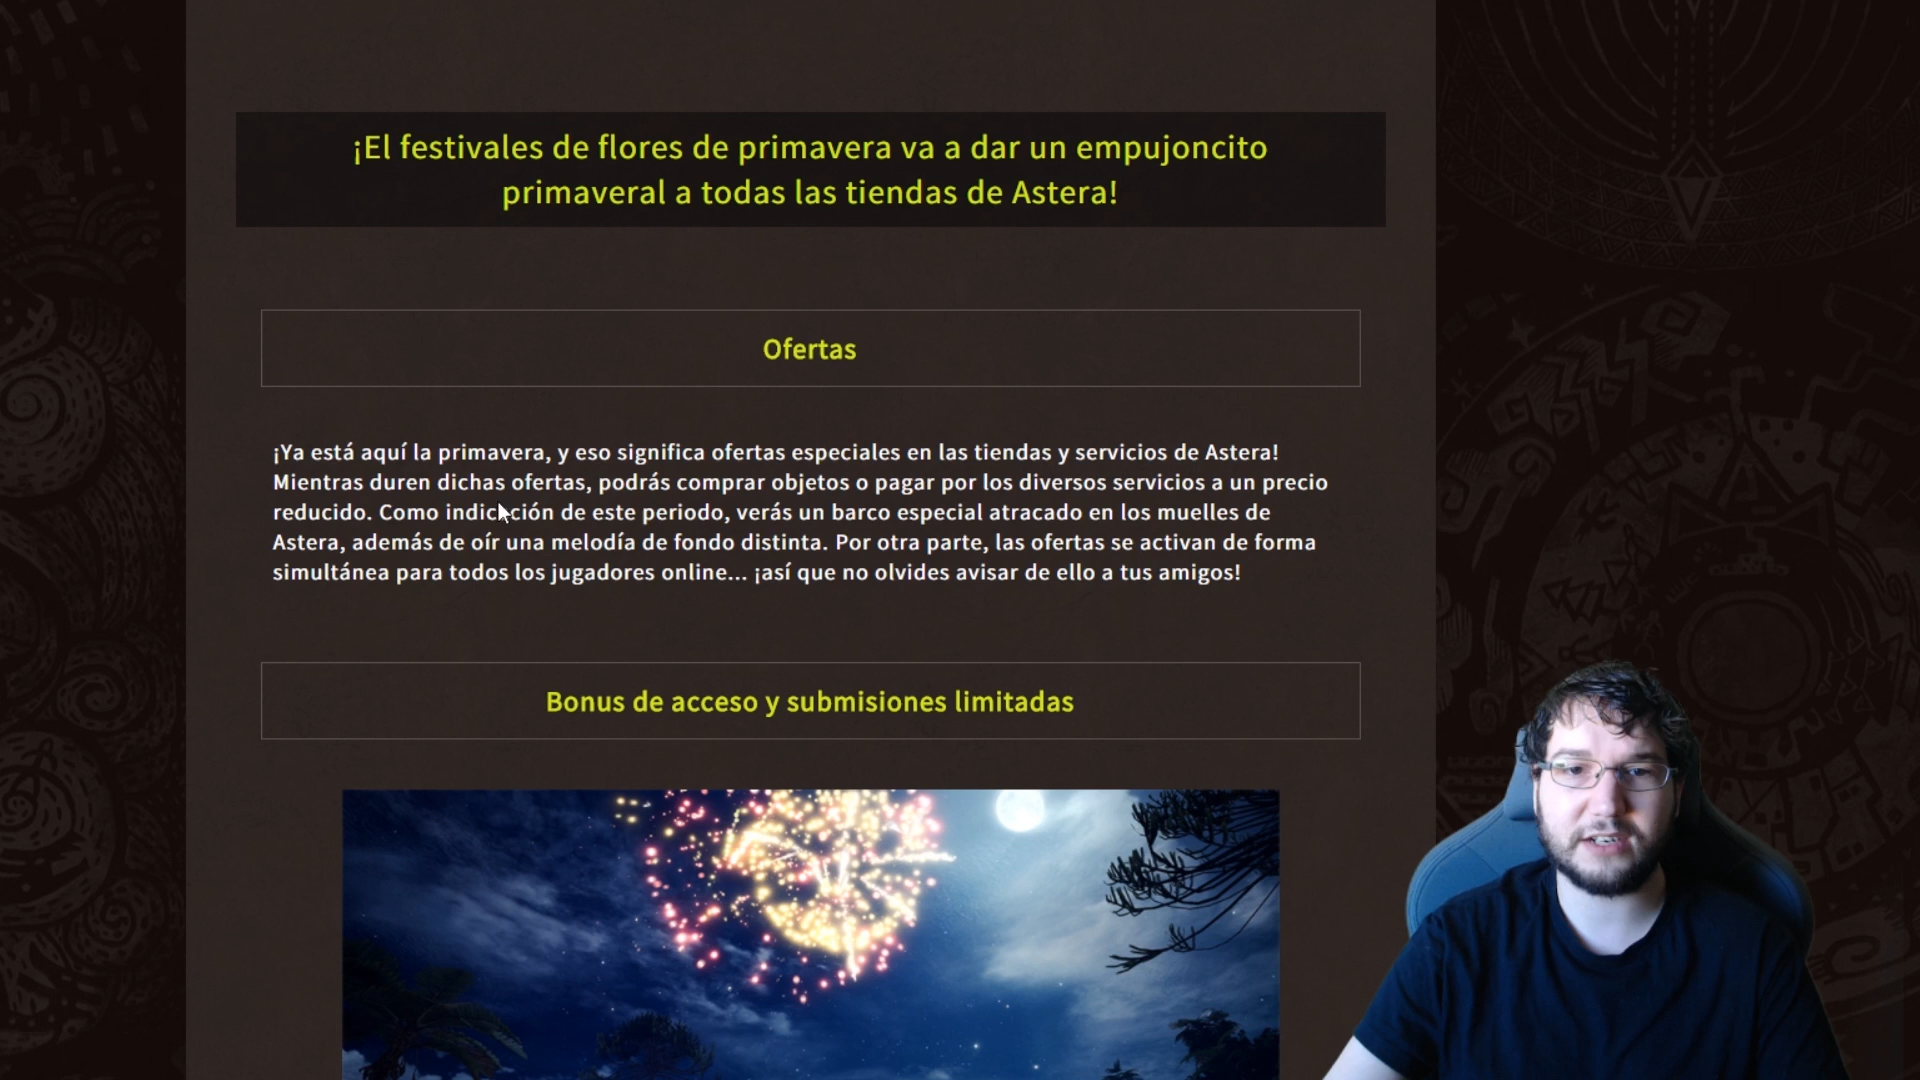 ¡El festivales de flores de primavera va a dar un empujoncito
primaveral a todas las tiendas de Astera!
Ofertas
¡Ya está aquí la primavera, y eso significa ofertas especiales en las tiendas y servicios de Astera!
Mientras duren dichas ofertas, podrás comprar objetos o pagar por los diversos servicios a un precio
reducido. Como indicación de este periodo, verás un barco especial atracado en los muelles de
Astera, además de oír una melodía de fondo distinta. Por otra parte, las ofertas se activan de forma
simultánea para todos los jugadores online... ¡así que no olvides avisar de ello a tus amigos!
Bonus de acceso y submisiones limitadas